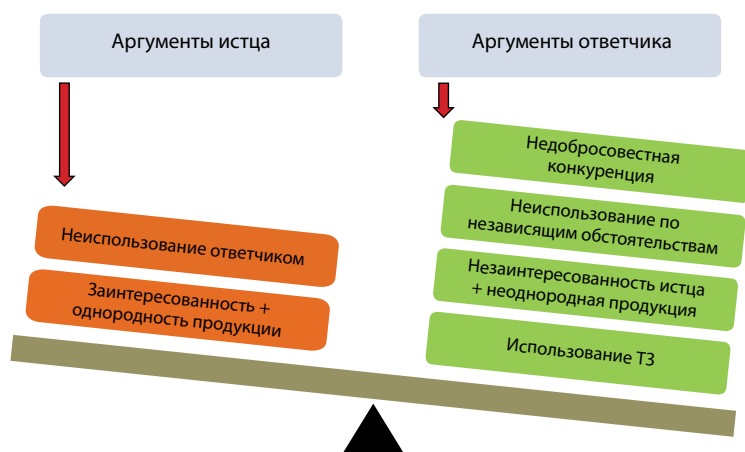 Аргументы истца
Аргументы ответчика
Неиспользование ответчиком
Заинтересованность +
однородность продукции
Недобросовестная
конкуренция
Неиспользование по
независящим обстоятельствам
Незаинтересованность истца
+ неоднородная продукция
Использование ТЗ